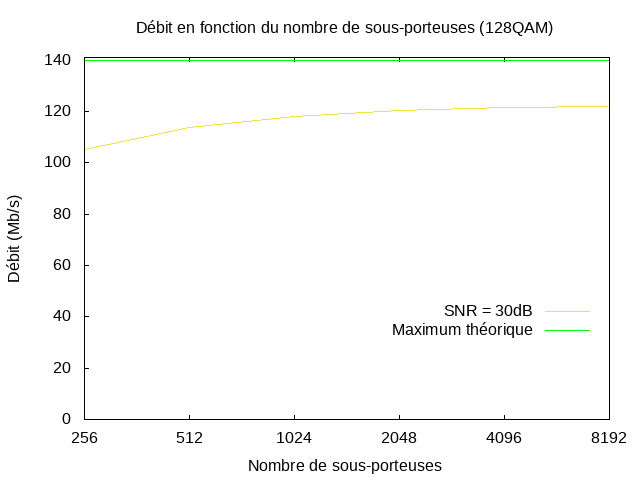 Débit en fonction du nombre de sous-porteuses (128QAM)
140
120
100
80
60
40
20
0
Débit (Mb/s)
SNR = 30dB
Maximum théorique
256 512 1024 2048 4096 8192
Nombre de sous-porteuses